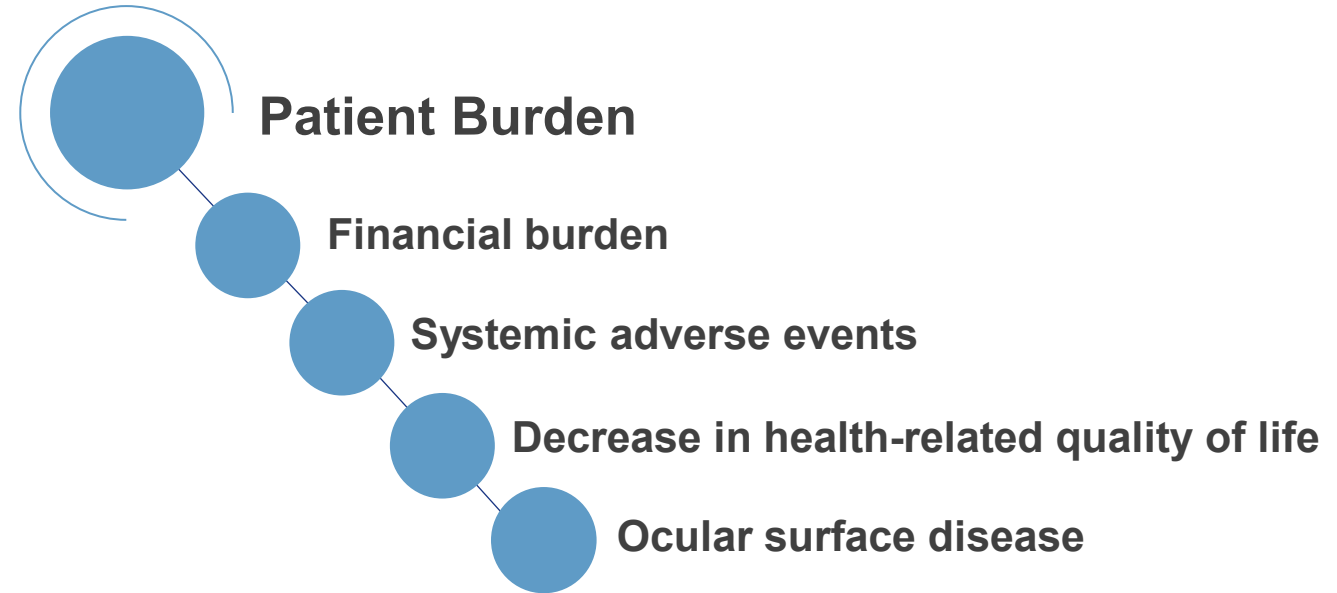 Patient Burden
Financial burden
Systemic adverse events
Decrease in health-related quality of life
Ocular surface disease